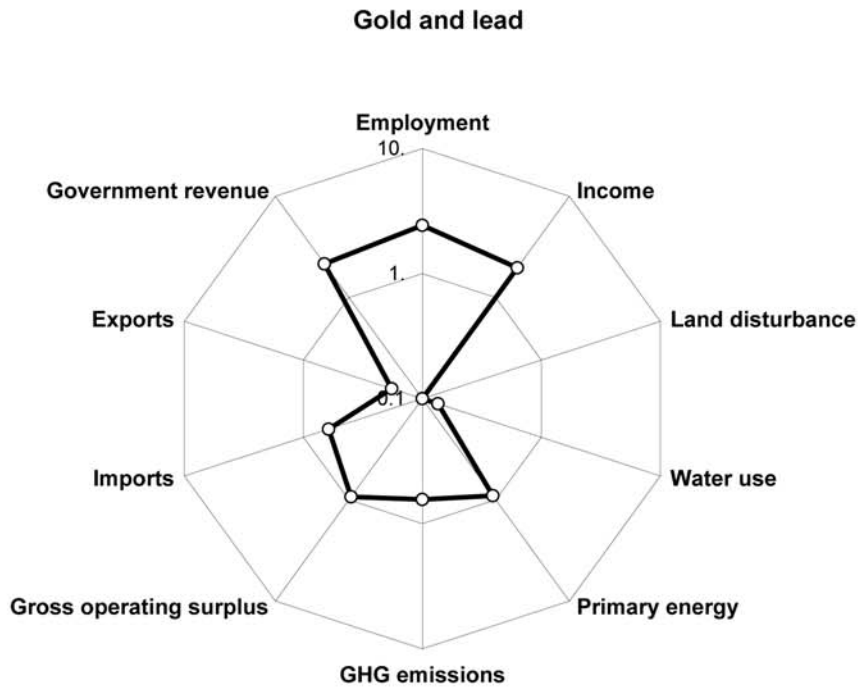 Gold and lead
Employment
10.
Government revenue
Income
1.
Exports
Land disturbance
0.1
Imports
Water use
Gross operating surplus
Primary energy
GHG emissions